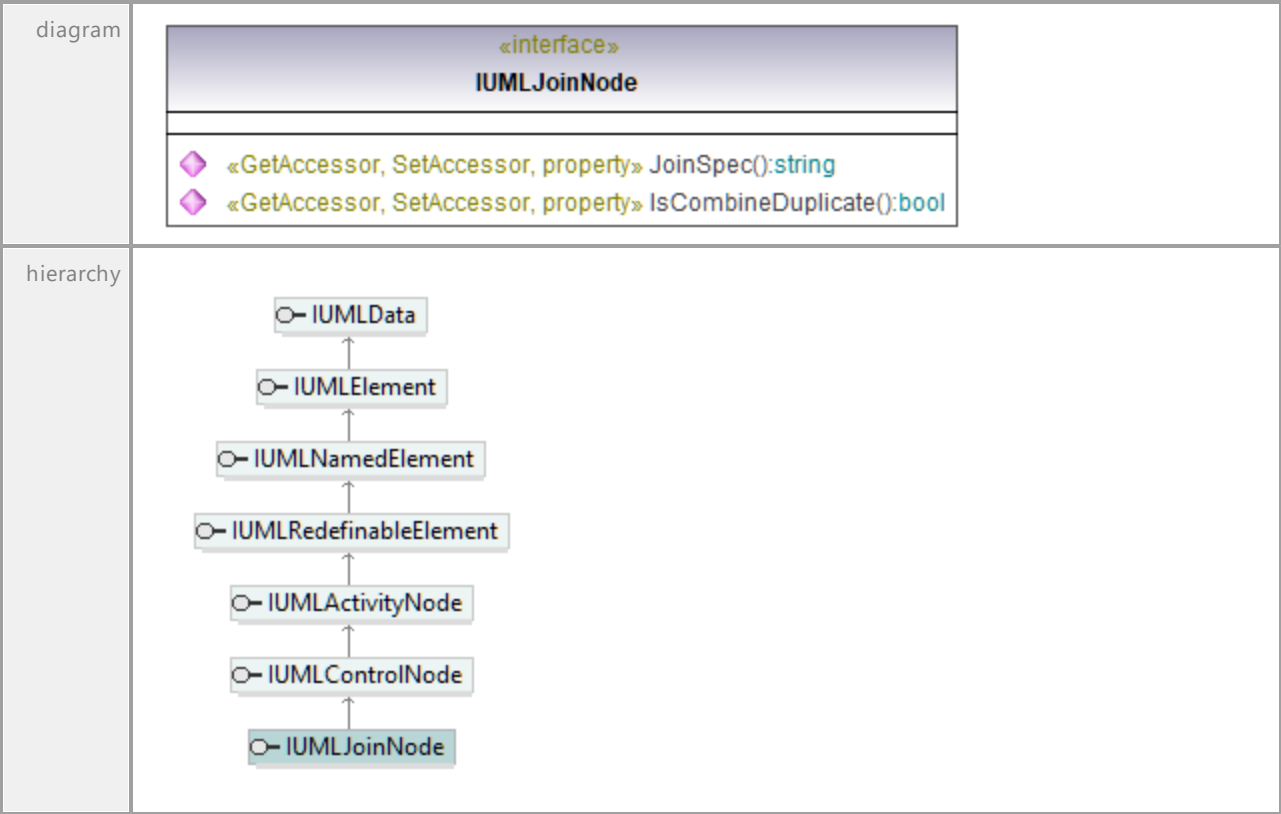 diagram
«interface»
IUMLJoinNode
«GetAccessor, SetAccessor, property» JoinSpec():string
«GetAccessor, SetAccessor, property» IsCombineDuplicate():bool
hierarchy
IUMLData
IUMLElement
IUMLNamedElement
IUMLRedefinableElement
IUMLActivityNode
IUMLControlNode
IUMLJoinNode